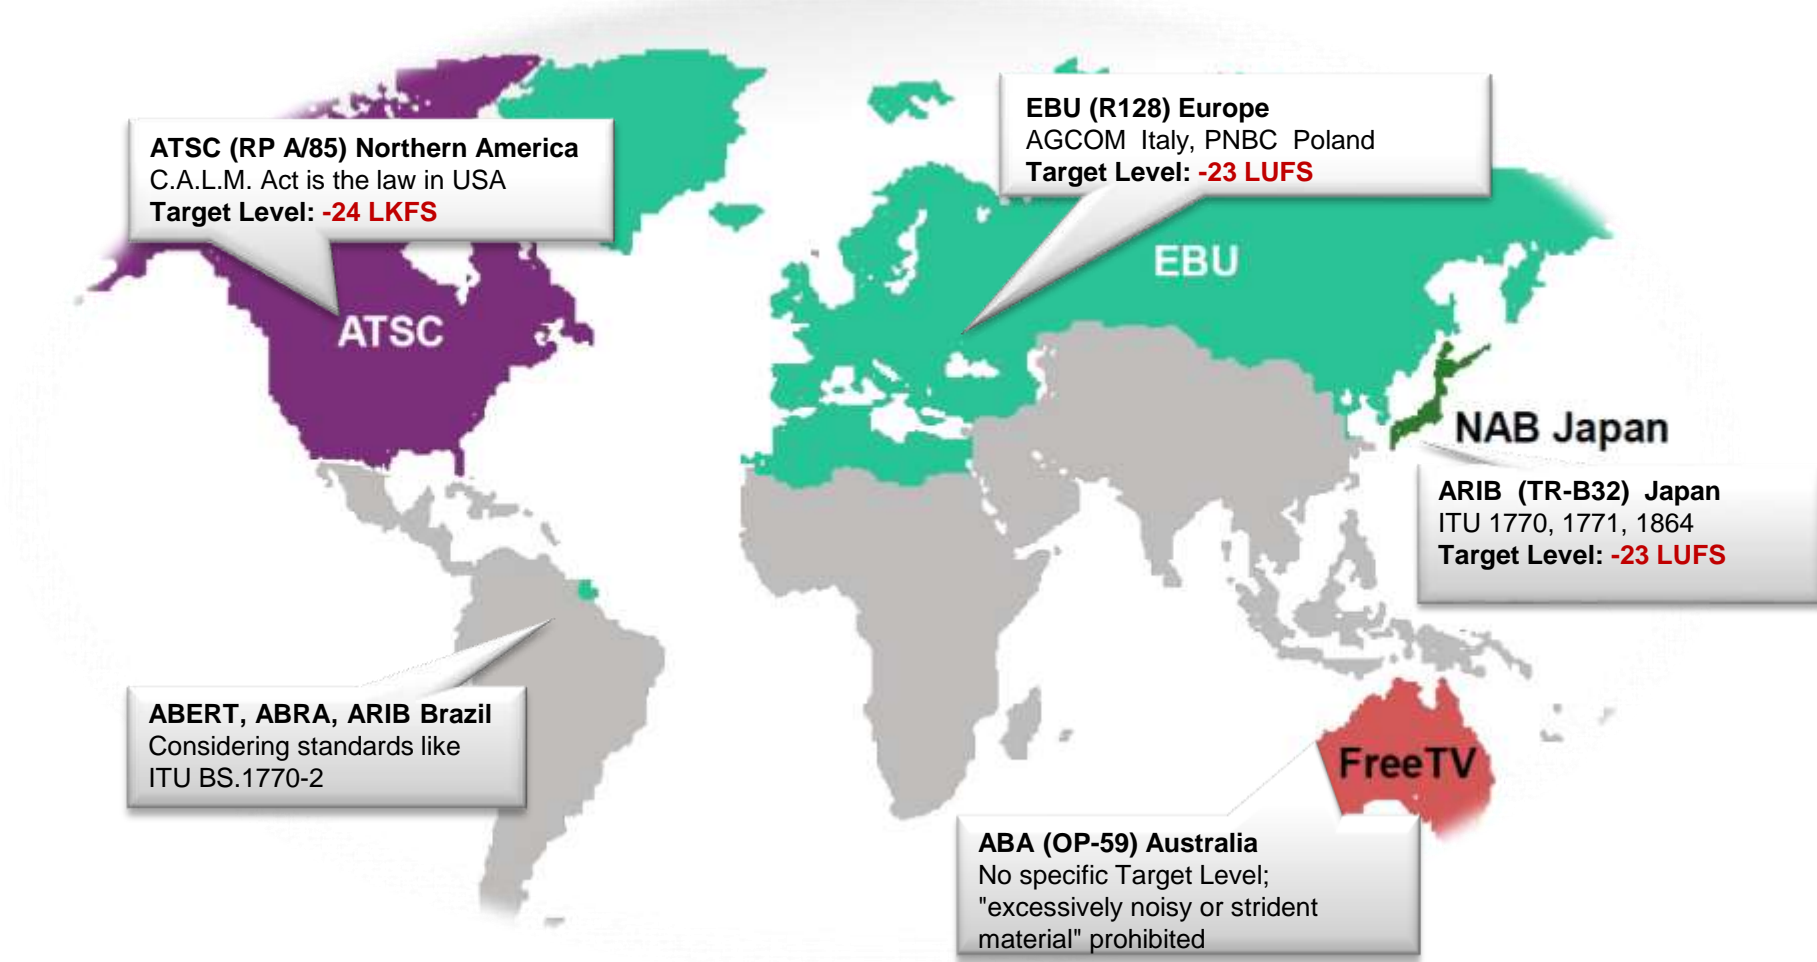 EBU (R128) Europe
AGCOM Italy, PNBC Poland
Target Level: -23 LUFS
ATSC (RP A/85) Northern America
C.A.L.M. Act is the law in USA
Target Level: -24 LKFS
EBU
ATSC
NAB Japan
ARIB (TR-B32) Japan
ITU 1770, 1771, 1864
Target Level: -23 LUFS
ABERT, ABRA, ARIB Brazil
Considering standards like
ITU BS.1770-2
FreeTV
ABA (OP-59) Australia
No specific Target Level;
"excessively noisy or strident
material" prohibited